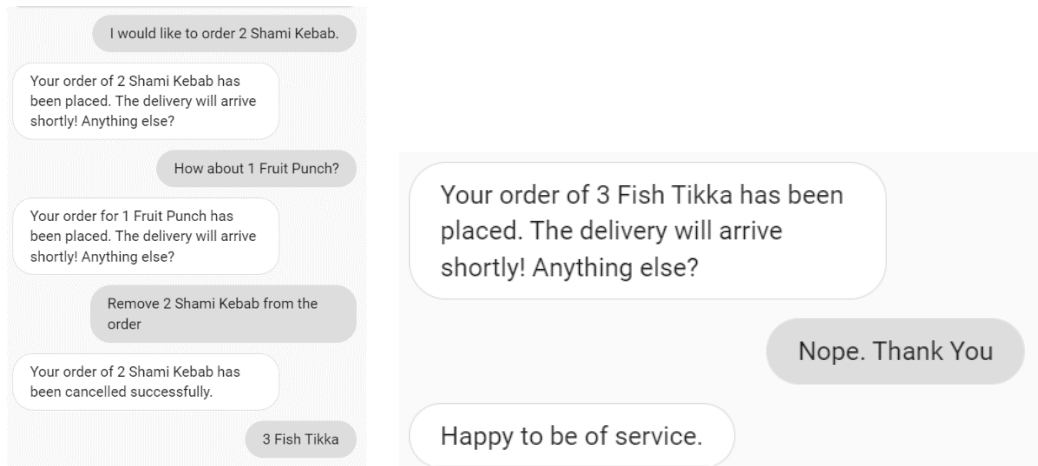 I would like to order 2 Shami Kebab.
Your order of 2 Shami Kebab has
been placed. The delivery will arrive
shortly! Anything else?
How about 1 Fruit Punch?
Your order for 1 Fruit Punch has
been placed. The delivery will arrive
shortly! Anything else?
Remove 2 Shami Kebab from the
order
Your order of 2 Shami Kebab has
been cancelled successfully.
3 Fish Tikka
Your order of 3 Fish Tikka has been
placed. The delivery will arrive
shortly! Anything else?
Nope. Thank You
Happy to be of service.